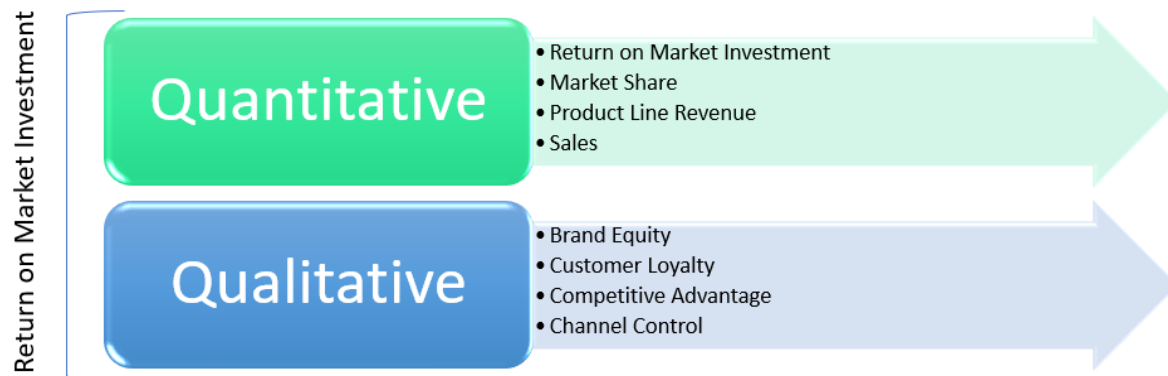 Return on Market Investment
Quantitative
• Return on Market Investment
• Market Share
• Product Line Revenue
• Sales
Qualitative
• Brand Equity
• Customer Loyalty
• Competitive Advantage
• Channel Control